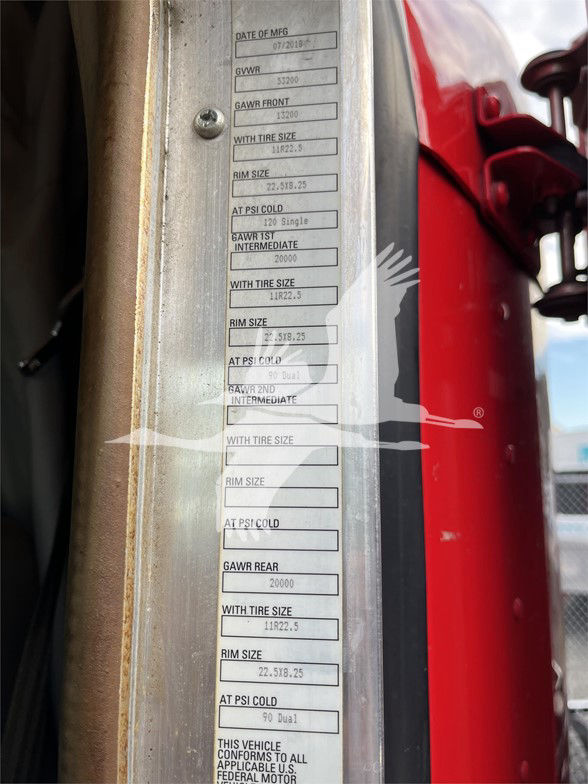 DATE OF MFG
07/2018
GVWR
53200
GAWR FRONT
13200
WITH TIRE SIZE
11R22.5
RIM SIZE
22.5X8.25
AT PSI COLD
120 Single
GAWR 1ST
INTERMEDIATE
20000
WITH TIRE SIZE
11R22.5
RIM SIZE
22.5X8.25
AT PSI COLD
90 Dual
GAWR 2ND
INTERMEDIATE
WITH TIRE SIZE
RIM SIZE
AT PSI COLD
GAWR REAR
20000
WITH TIRE SIZE
11R22.5
RIM SIZE
22.5X8.25
AT PSI COLD
90 Dual
THIS VEHICLE
CONFORMS TO ALL
APPLICABLE U.S.
FEDERAL MOTOR
®